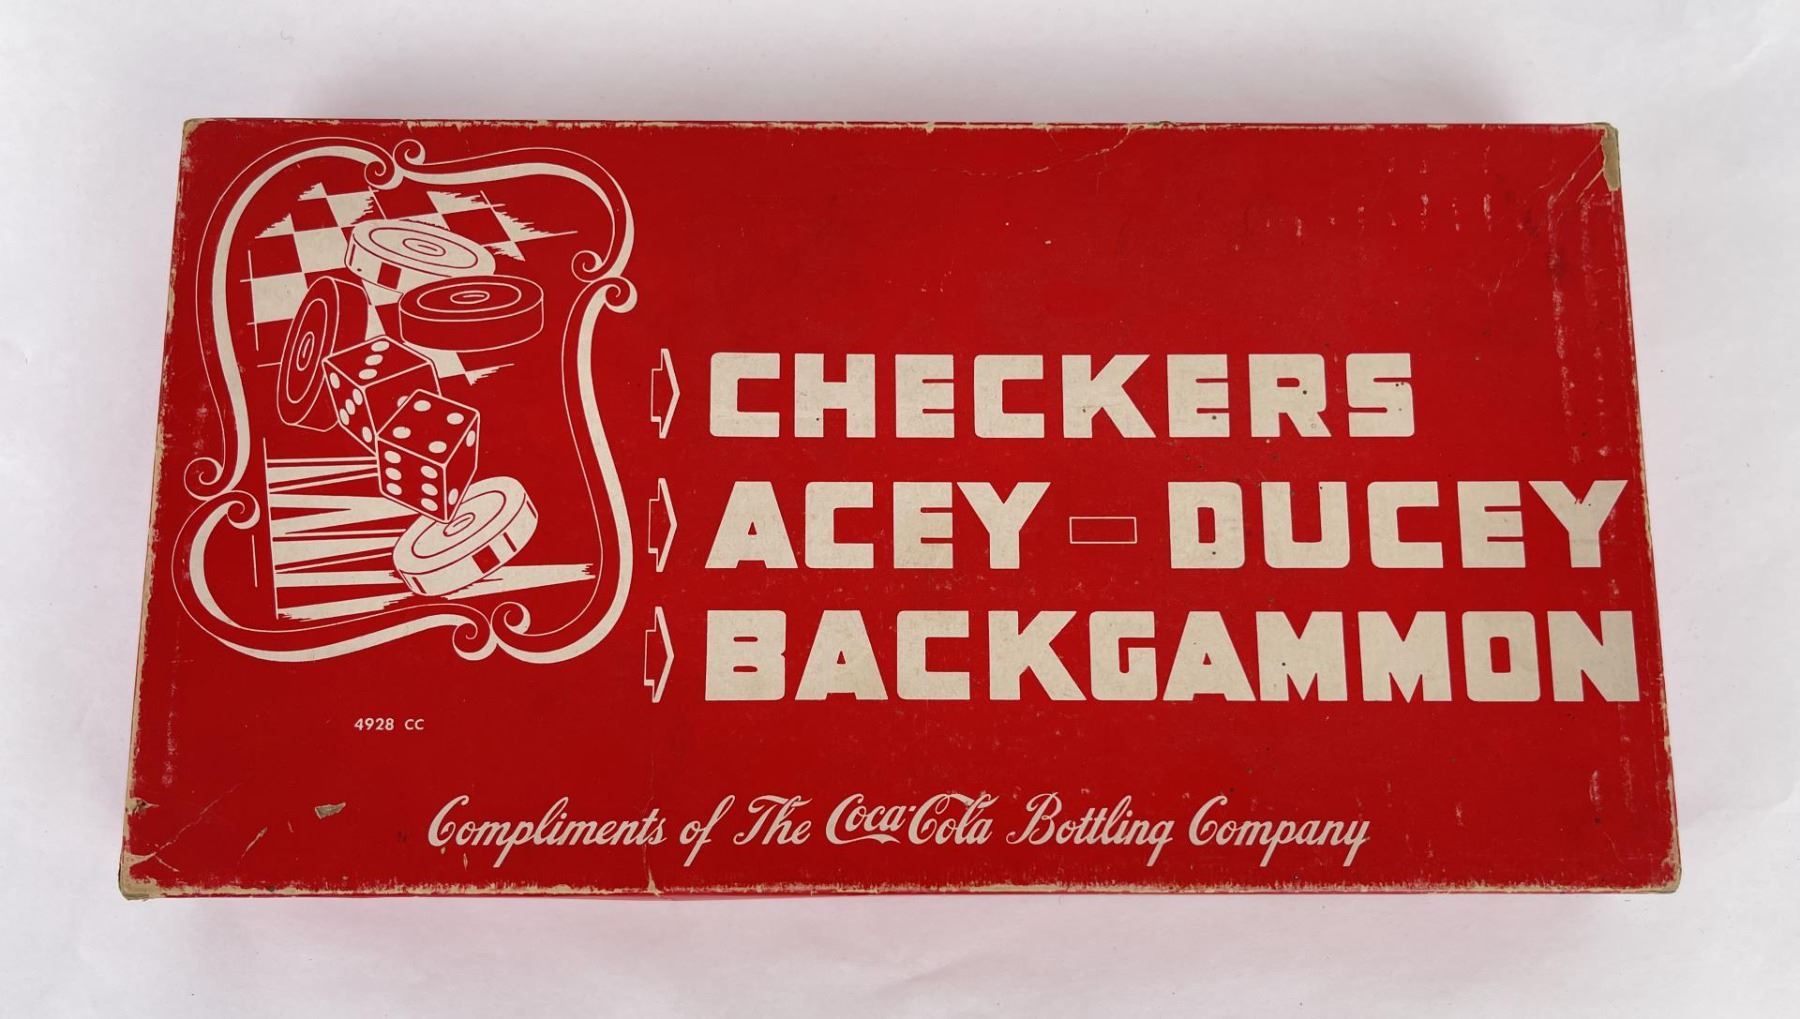 CHECKERS
ACEY-DUCEY
BACKGAMMON
4928 CC
Compliments of The Coca-Cola Bottling Company